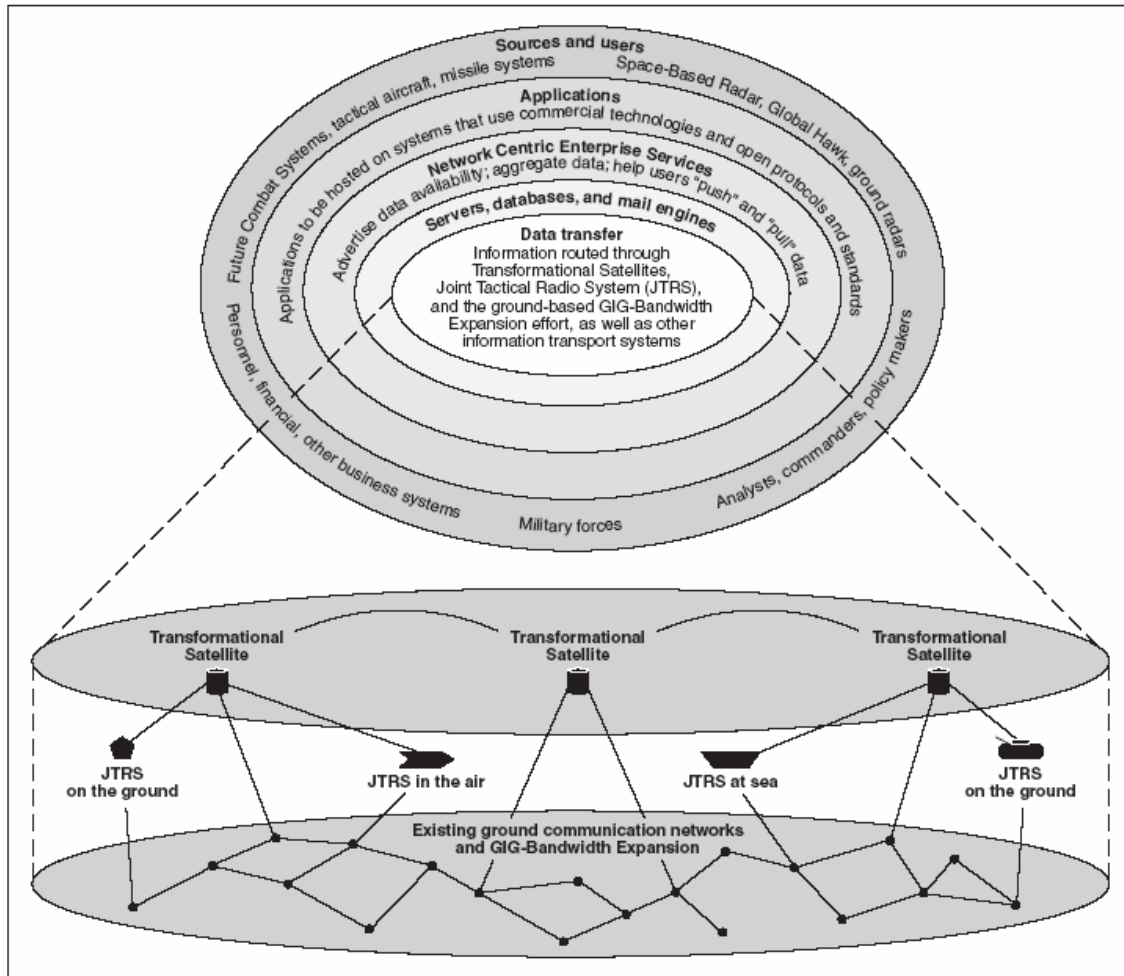 Sources and users
Future Combat Systems, tactical aircraft, missile systems
Space-Based Radar, Global Hawk, ground radars
Applications
Applications to be hosted on systems that use commercial technologies and open protocols and standards
Network Centric Enterprise Services
Advertise data availability; aggregate data; help users "push" and "pull" data
Servers, databases, and mail engines
Data transfer
Information routed through
Transformational Satellites,
Joint Tactical Radio System (JTRS),
and the ground-based GIG-Bandwidth
Expansion effort, as well as other
information transport systems
Personnel, financial, other business systems
Military forces
Analysts, commanders, policy makers
Transformational
Satellite
Transformational
Satellite
Transformational
Satellite
JTRS
on the ground
JTRS in the air
JTRS at sea
JTRS
on the ground
Existing ground communication networks
and GIG-Bandwidth Expansion